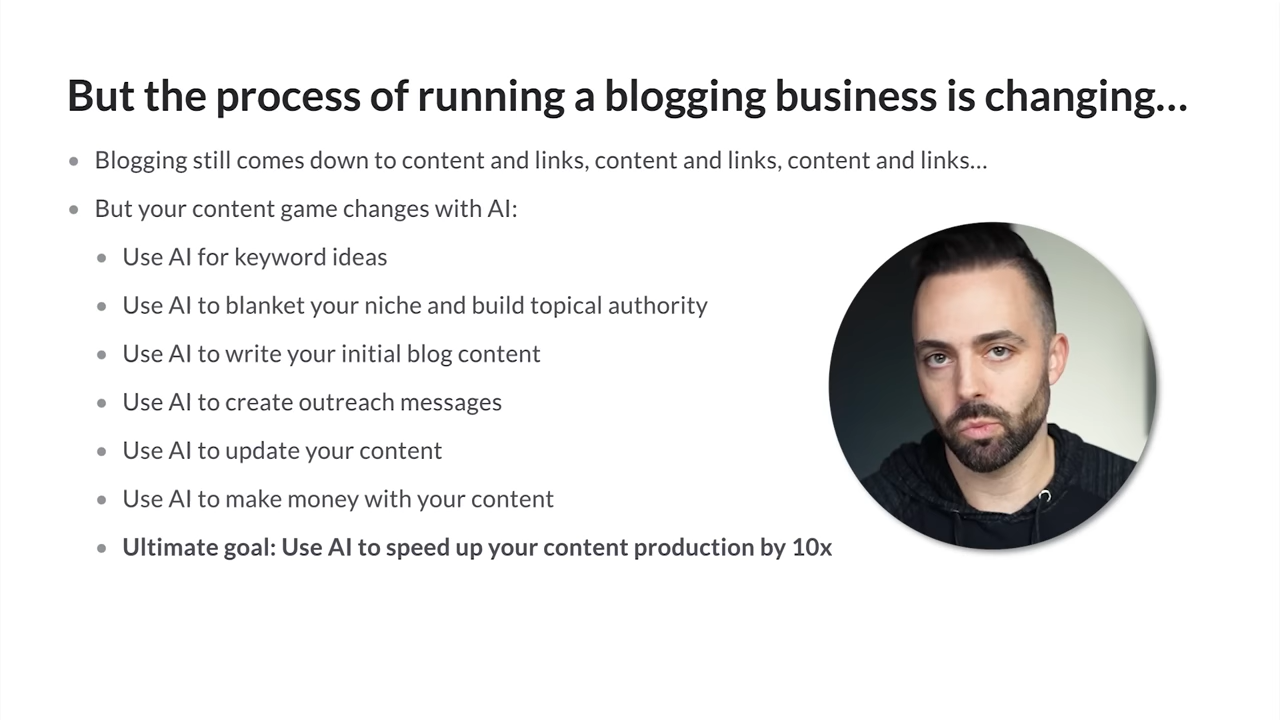 But the process of running a blogging business is changing...
Blogging still comes down to content and links, content and links, content and links...
But your content game changes with AI:
Use AI for keyword ideas
Use AI to blanket your niche and build topical authority
Use AI to write your initial blog content
Use AI to create outreach messages
Use AI to update your content
Use AI to make money with your content
Ultimate goal: Use AI to speed up your content production by 10x